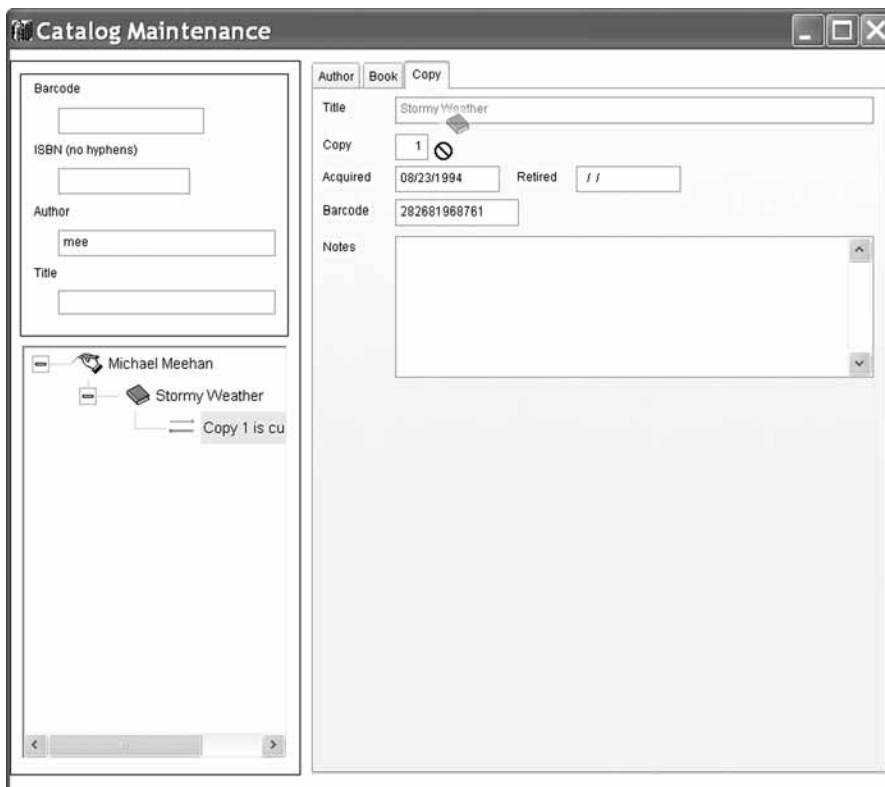 Catalog Maintenance
Barcode
ISBN (no hyphens)
Author
mee
Title
Michael Meehan
Stormy Weather
Copy 1 is cu
Author Book Copy
Title Stormy Weather
Copy 1
Acquired 08/23/1994 Retired / /
Barcode 282681968761
Notes